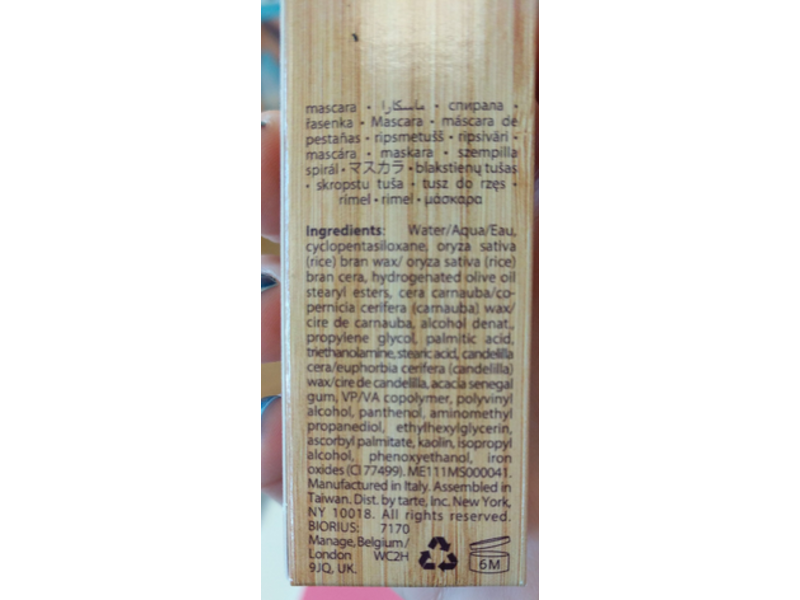 mascara • ماسكارا • спирала •
řasenka • Mascara • máscara de
pestañas • ripsmetušš • ripsiväri •
mascára • maskara • szempilla
spirál • マスカラ • blakstienų tušas
• skropstu tuša • tusz do rzęs •
rimel • rimel • μάσκαρα
Ingredients: Water/Aqua/Eau,
cyclopentasiloxane, oryza sativa
(rice) bran wax/ oryza sativa (rice)
bran cera, hydrogenated olive oil
stearyl esters, cera carnauba/co-
pernicia cerifera (carnauba) wax/
cire de carnauba, alcohol denat.,
propylene glycol, palmitic acid,
triethanolamine, stearic acid, candelilla
cera/euphorbia cerifera (candelilla)
wax/cire de candelilla, acacia senegal
gum, VP/VA copolymer, polyvinyl
alcohol, panthenol, aminomethyl
propanediol, ethylhexylglycerin,
ascorbyl palmitate, kaolin, isopropyl
alcohol, phenoxyethanol, iron
oxides (CI 77499). ME111MS000041.
Manufactured in Italy. Assembled in
Taiwan. Dist. by tarte, Inc. New York,
NY 10018. All rights reserved.
BIORIUS: 7170
Manage, Belgium /
London WC2H
9JQ, UK.
6M